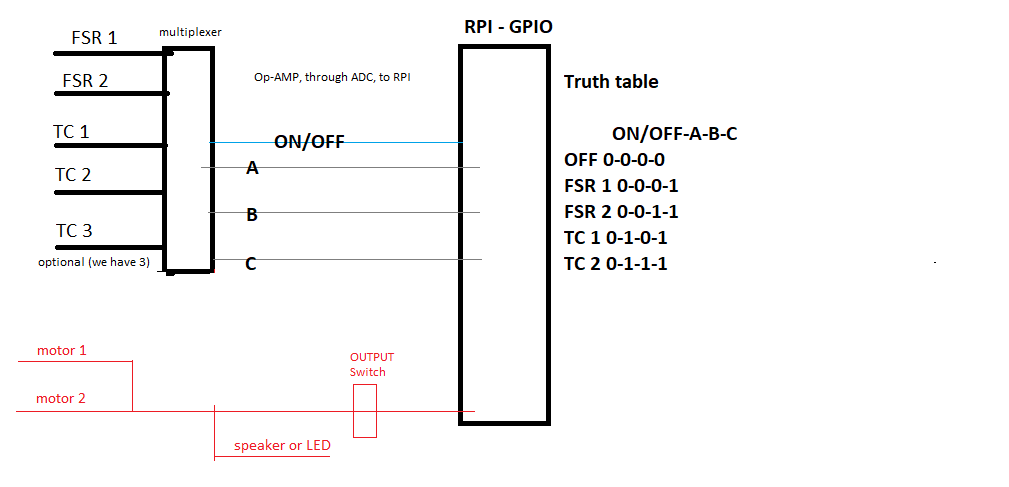 RPI - GPIO
FSR 1
multiplexer
FSR 2
Op-AMP, through ADC, to RPI
Truth table
TC 1
ON/OFF
ON/OFF-A-B-C
OFF 0-0-0-0
TC 2
A
FSR 1 0-0-0-1
FSR 2 0-0-1-1
B
TC 3
TC 1 0-1-0-1
optional (we have 3)
C
TC 2 0-1-1-1
motor 1
OUTPUT
Switch
motor 2
speaker or LED